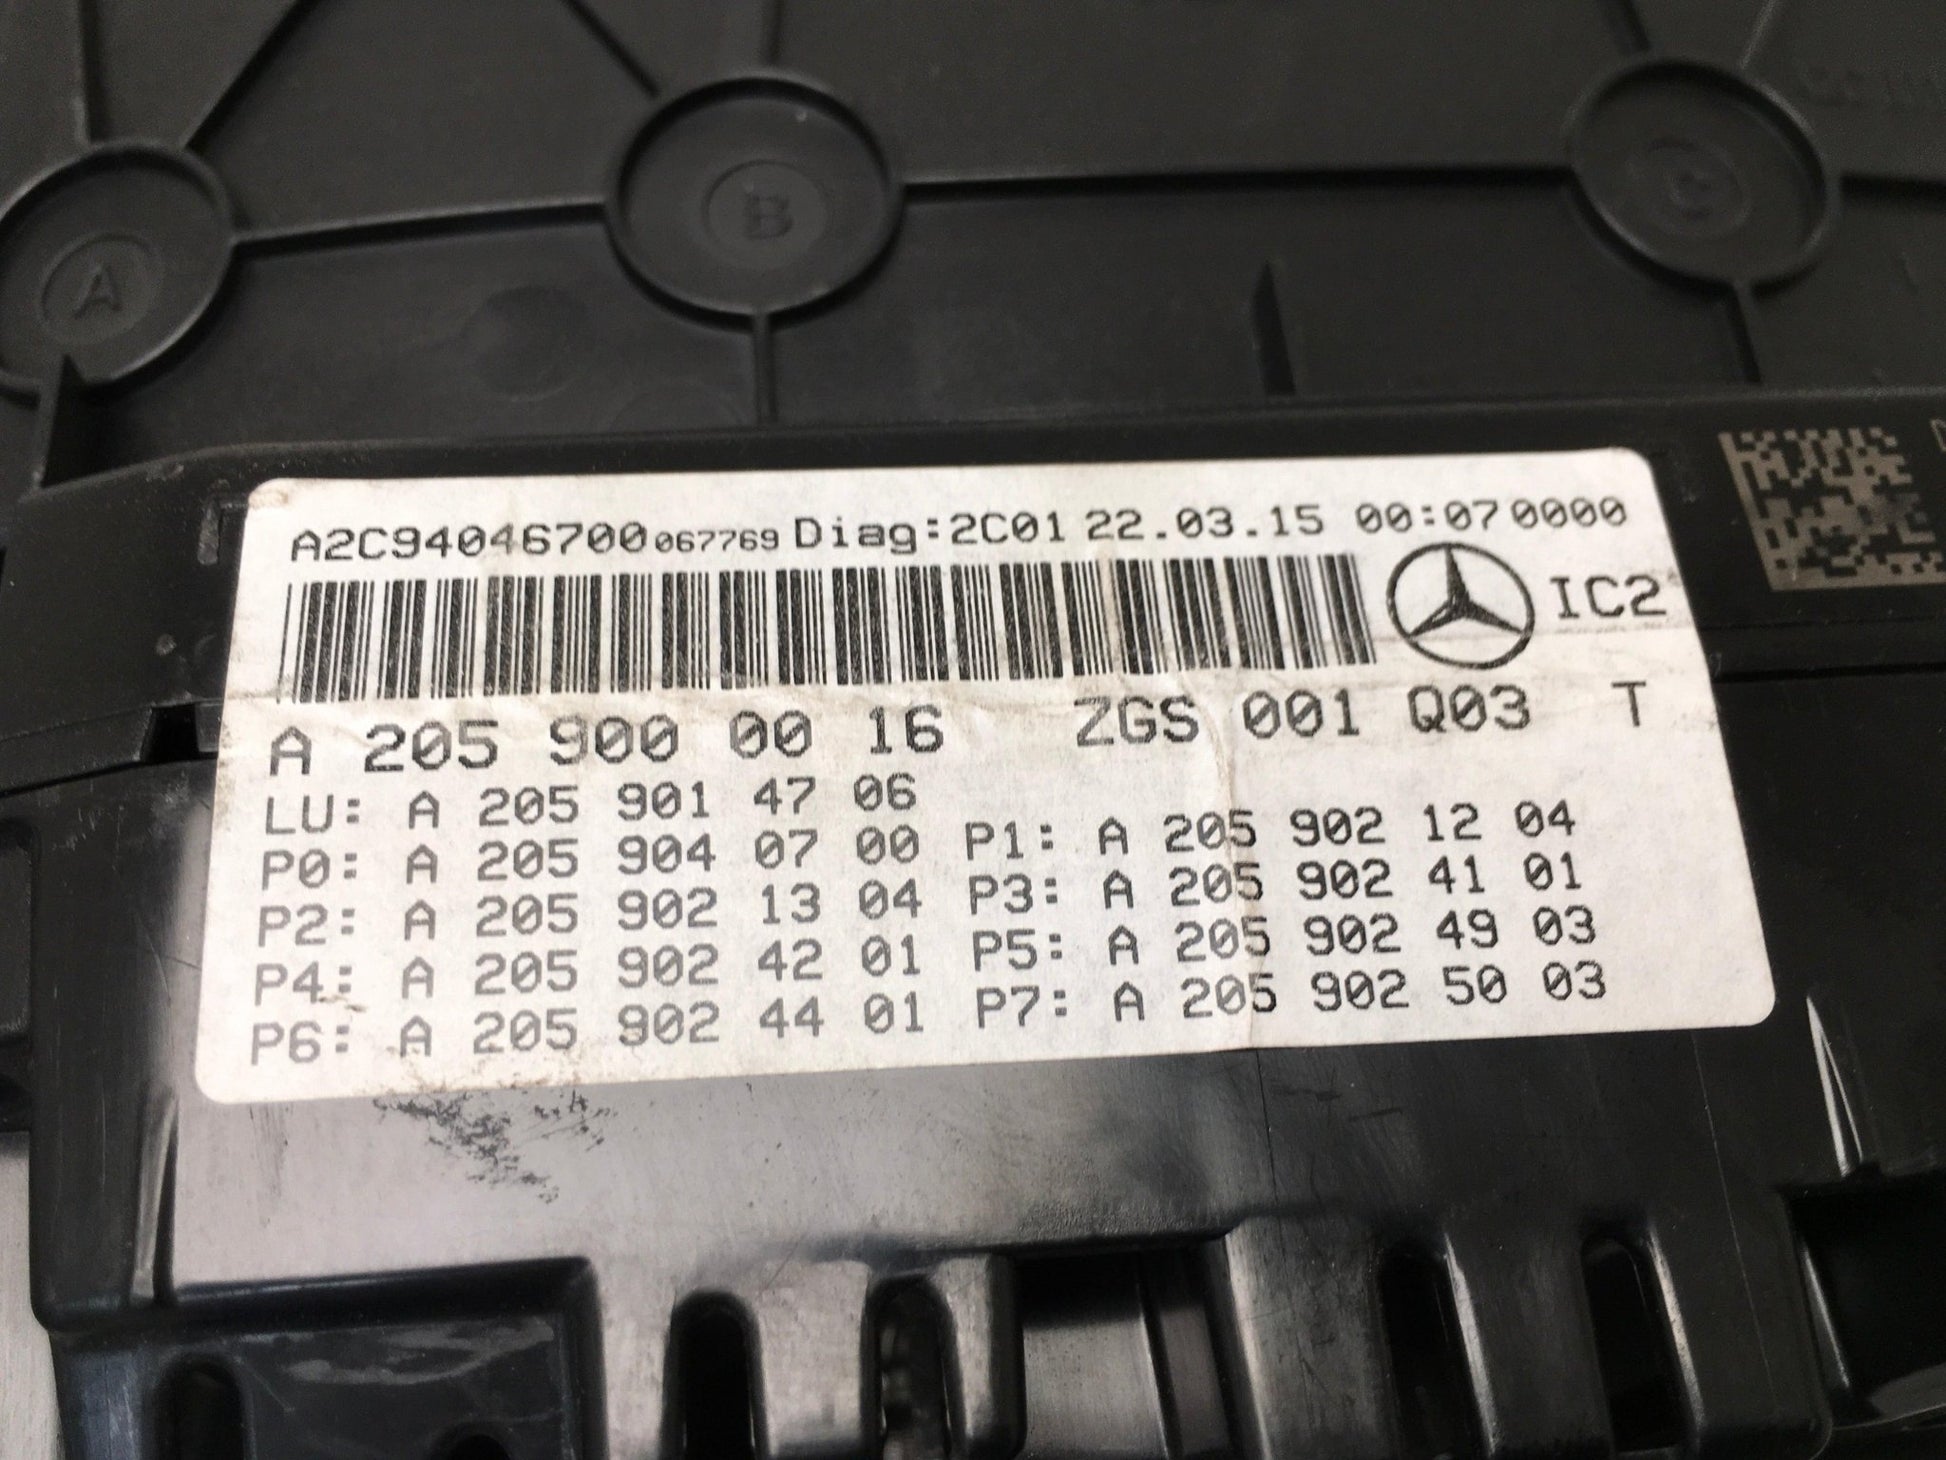 A
B
C
A2C94046700 067769 Diag:2C01 22.03.15 00:07 0000
IC2
A 205 900 00 16 ZGS 001 Q03 T
LU: A 205 901 47 06
P0: A 205 904 07 00 P1: A 205 902 12 04
P2: A 205 902 13 04 P3: A 205 902 41 01
P4: A 205 902 42 01 P5: A 205 902 49 03
P6: A 205 902 44 01 P7: A 205 902 50 03